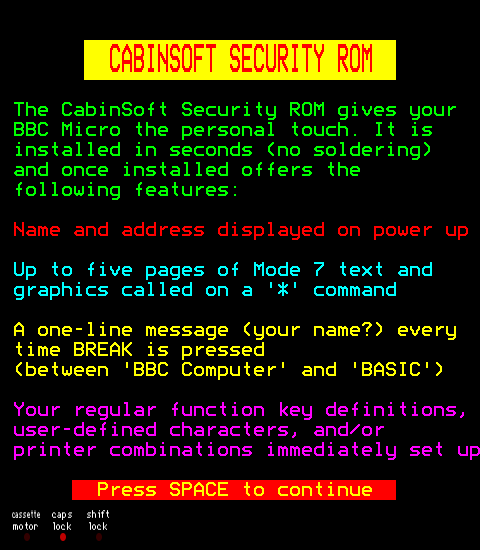 CABINSOFT SECURITY ROM
The CabinSoft Security ROM gives your
BBC Micro the personal touch. It is
installed in seconds (no soldering)
and once installed offers the
following features:
Name and address displayed on power up
Up to five pages of Mode 7 text and
graphics called on a '*' command
A one-line message (your name?) every
time BREAK is pressed
(between 'BBC Computer' and 'BASIC')
Your regular function key definitions,
user-defined characters, and/or
printer combinations immediately set up
Press SPACE to continue
cassette caps shift
motor lock lock